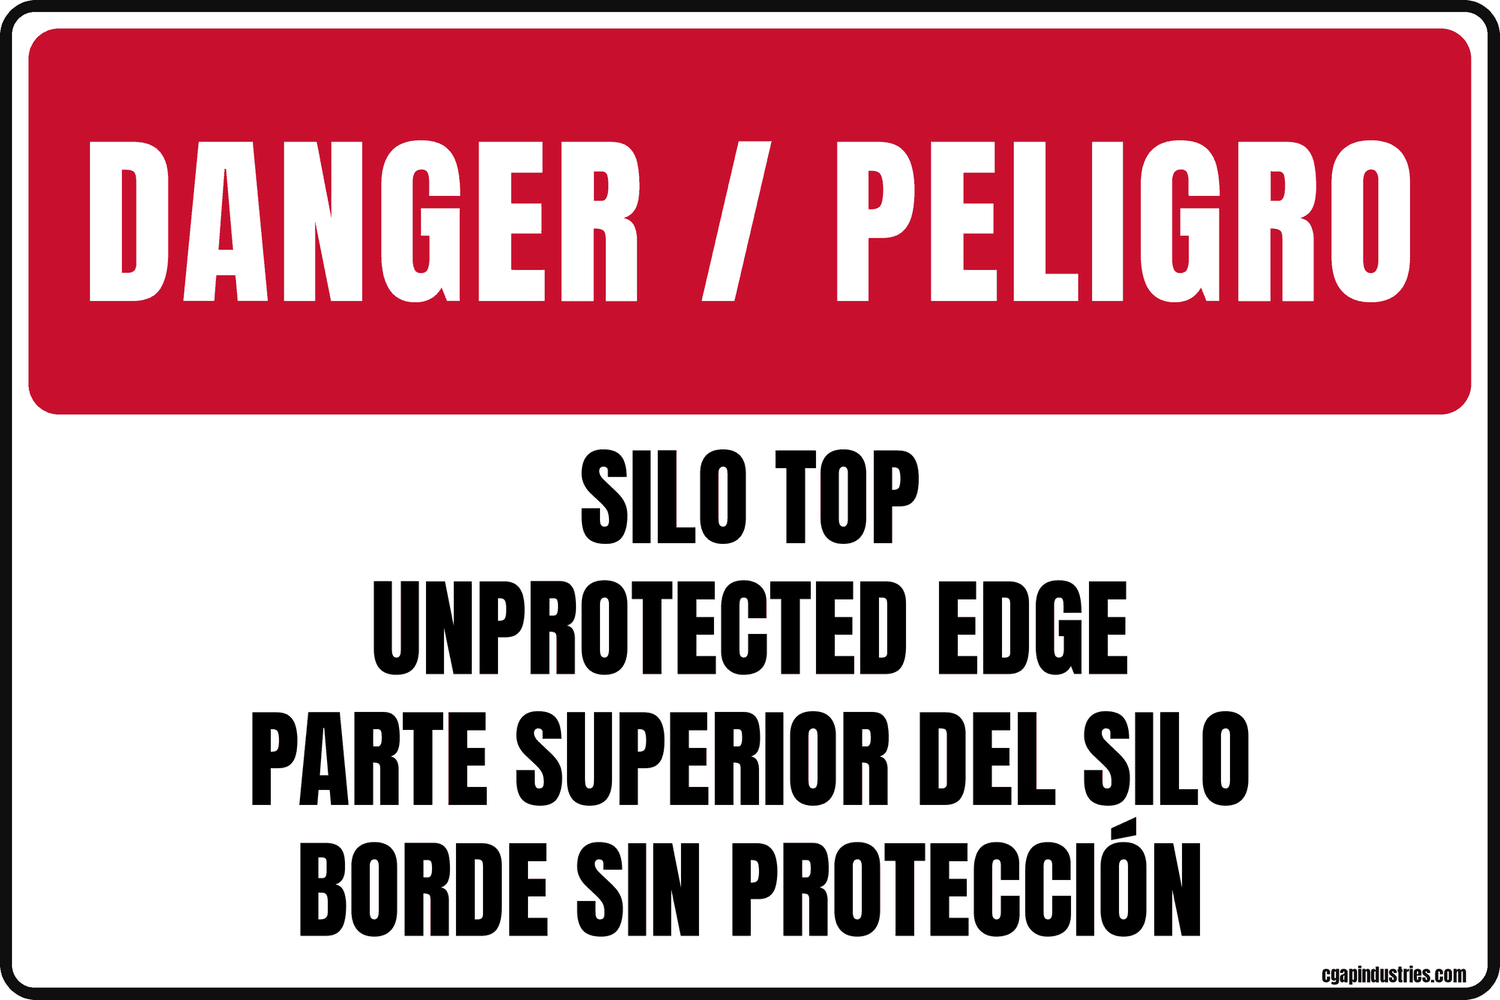 DANGER / PELIGRO
SILO TOP
UNPROTECTED EDGE
PARTE SUPERIOR DEL SILO
BORDE SIN PROTECCIÓN
cgapindustries.com